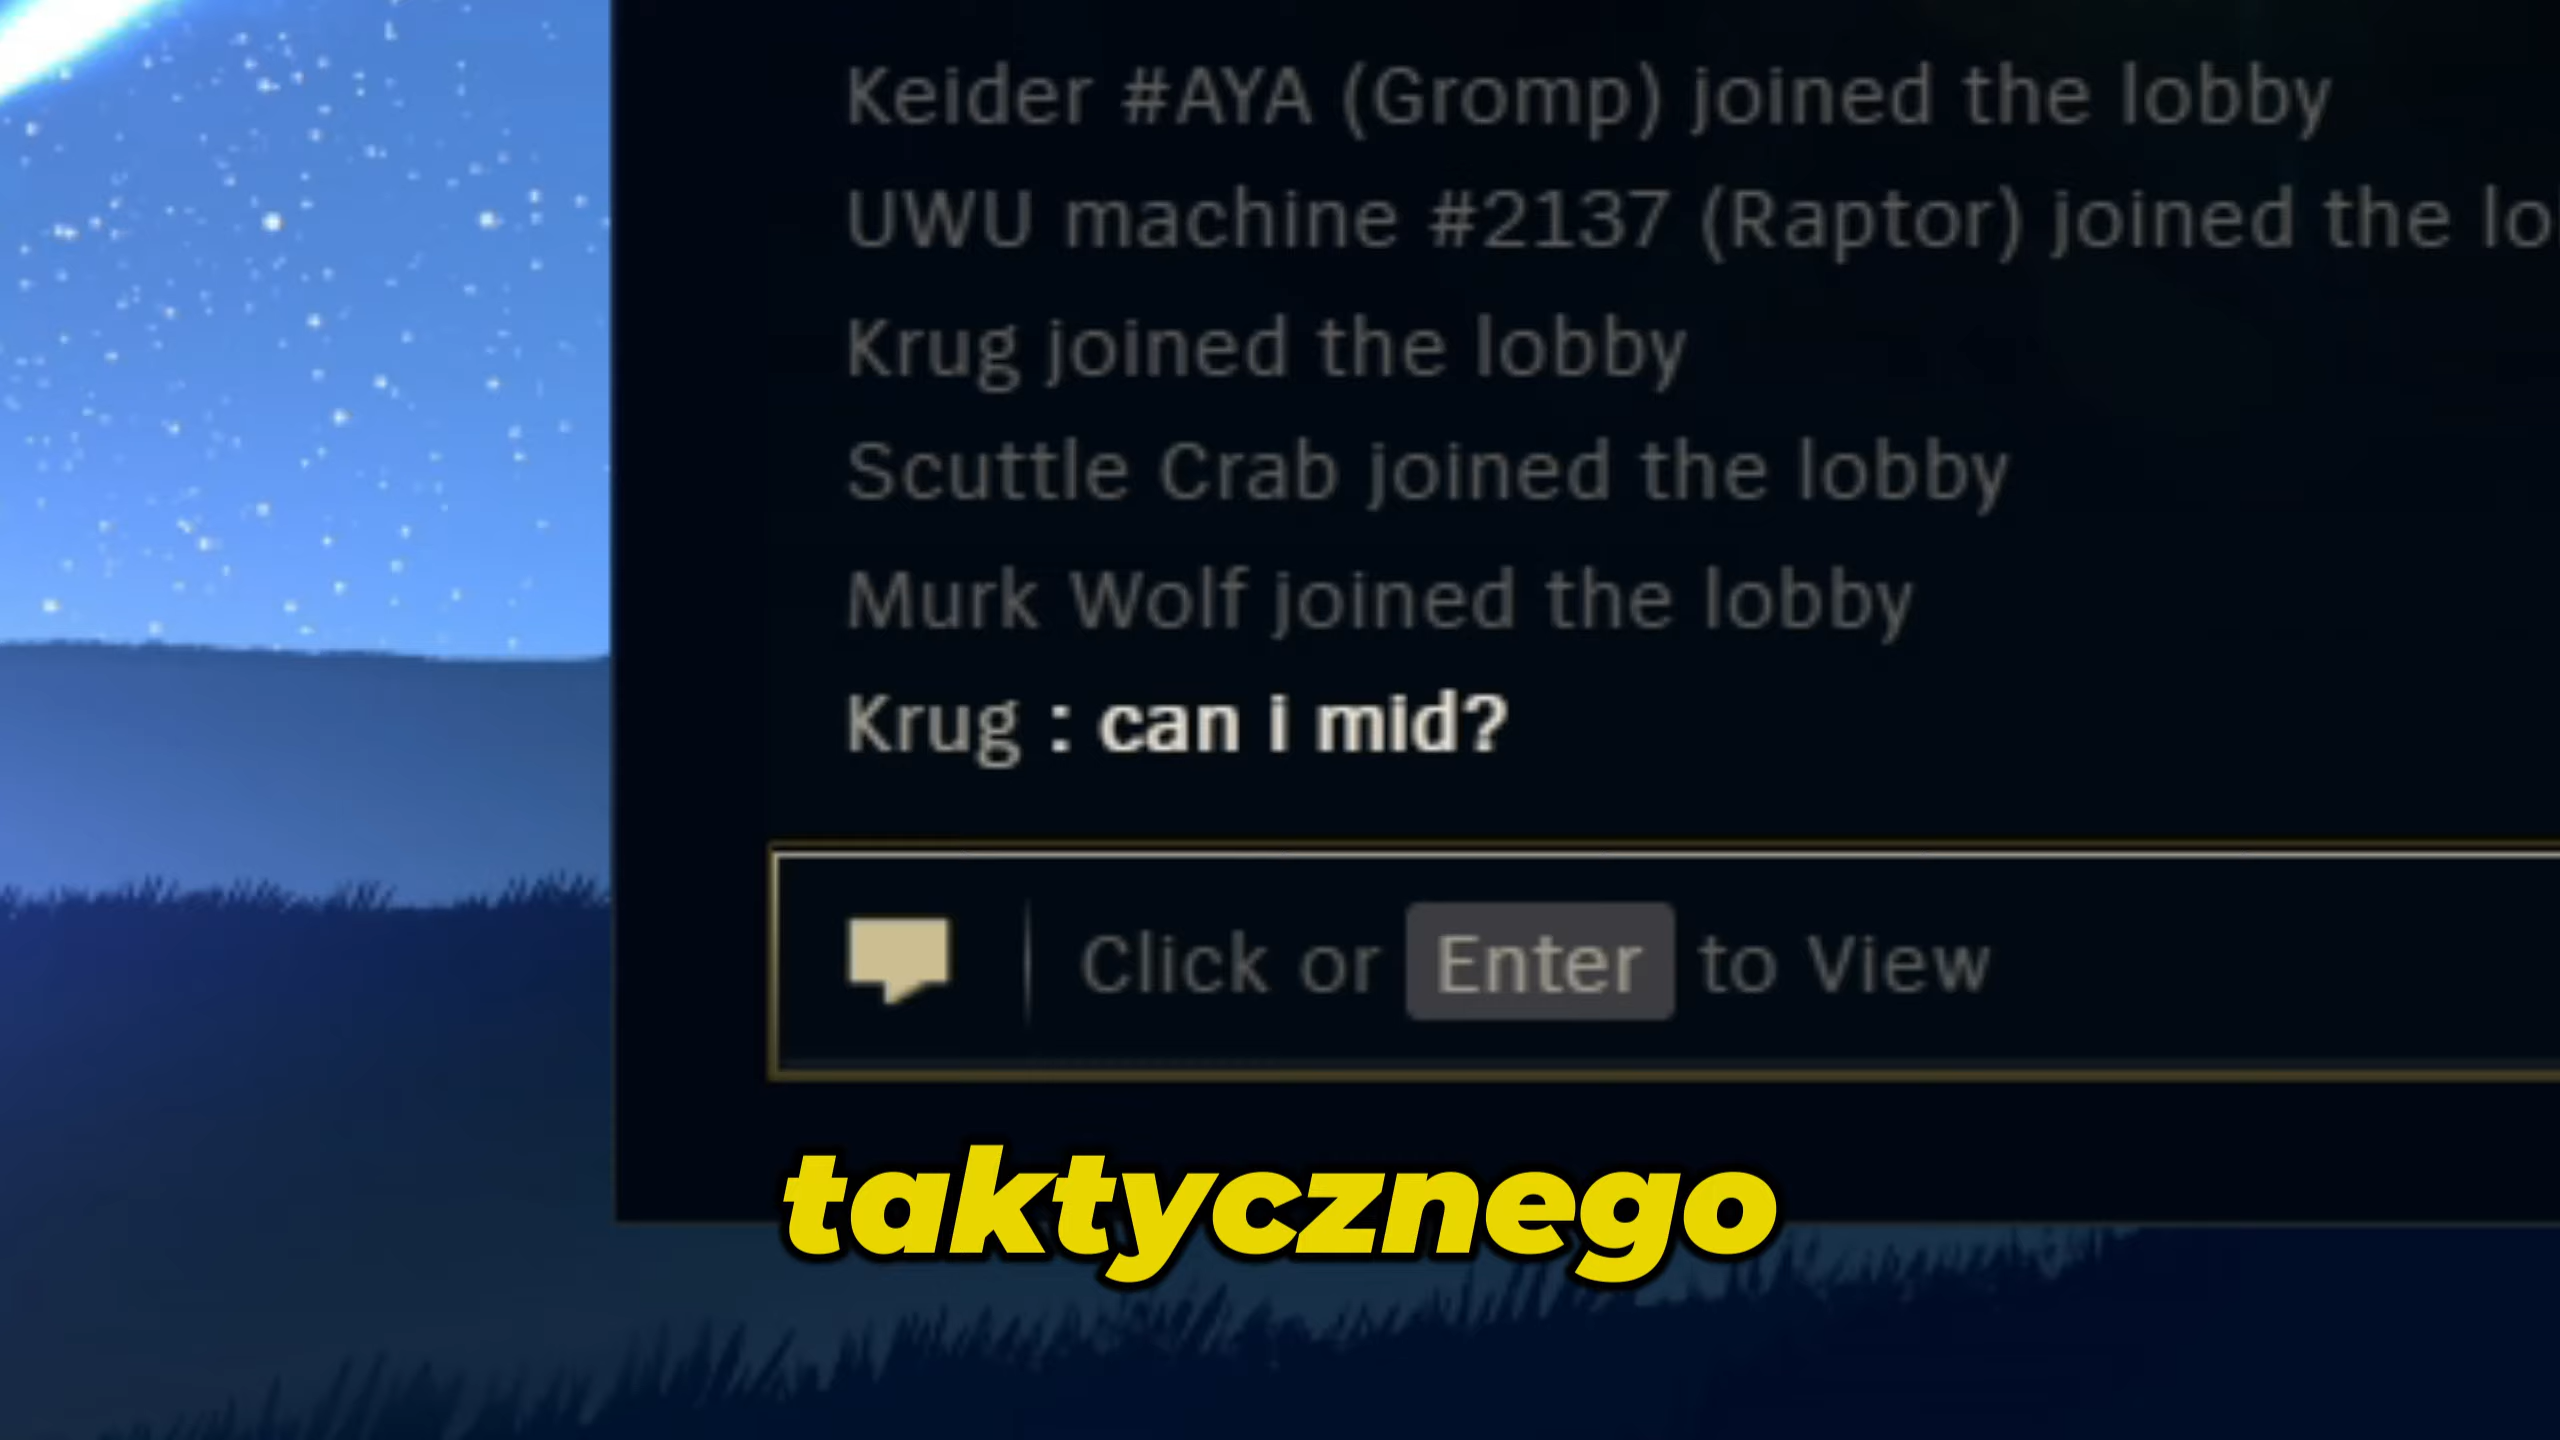 Keider #AYA (Gromp) joined the lobby
UWU machine #2137 (Raptor) joined the lo
Krug joined the lobby
Scuttle Crab joined the lobby
Murk Wolf joined the lobby
Krug : can i mid?
Click or Enter to View
taktycznego